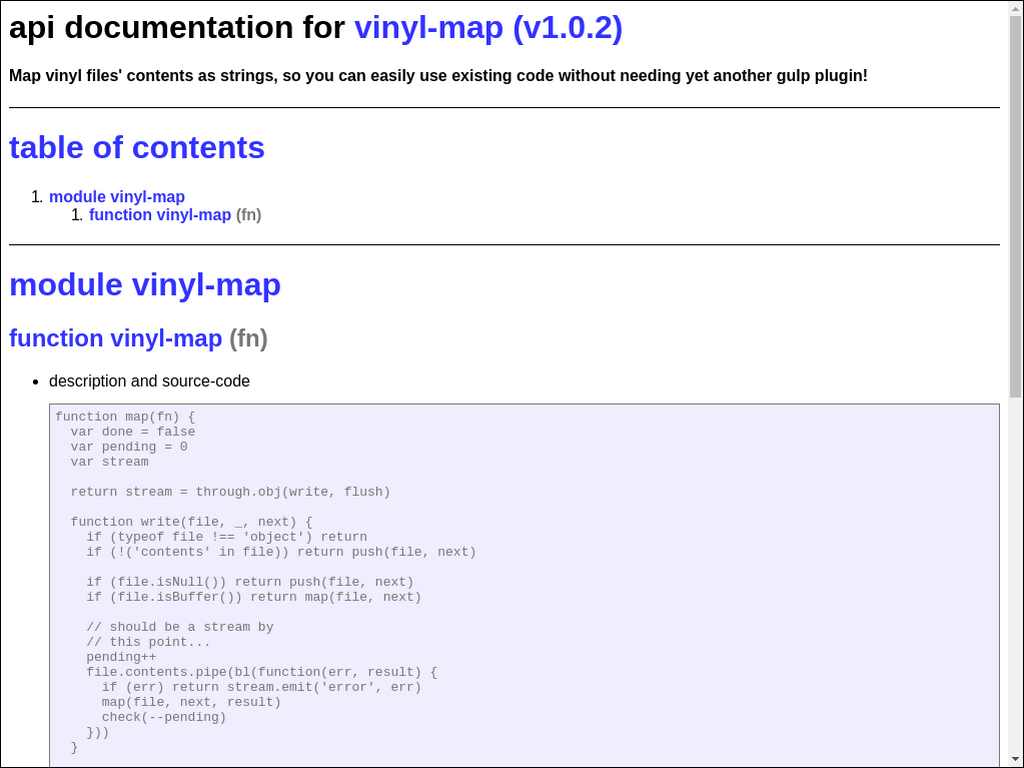 api documentation for vinyl-map (v1.0.2)
Map vinyl files' contents as strings, so you can easily use existing code without needing yet another gulp plugin!
table of contents
1. module vinyl-map
1. function vinyl-map (fn)
module vinyl-map
function vinyl-map (fn)
• description and source-code
function map(fn) {
  var done = false
  var pending = 0
  var stream

  return stream = through.obj(write, flush)

  function write(file, _, next) {
    if (typeof file !== 'object') return
    if (!('contents' in file)) return push(file, next)

    if (file.isNull()) return push(file, next)
    if (file.isBuffer()) return map(file, next)

    // should be a stream by
    // this point...
    pending++
    file.contents.pipe(bl(function(err, result) {
      if (err) return stream.emit('error', err)
      map(file, next, result)
      check(--pending)
    }))
  }